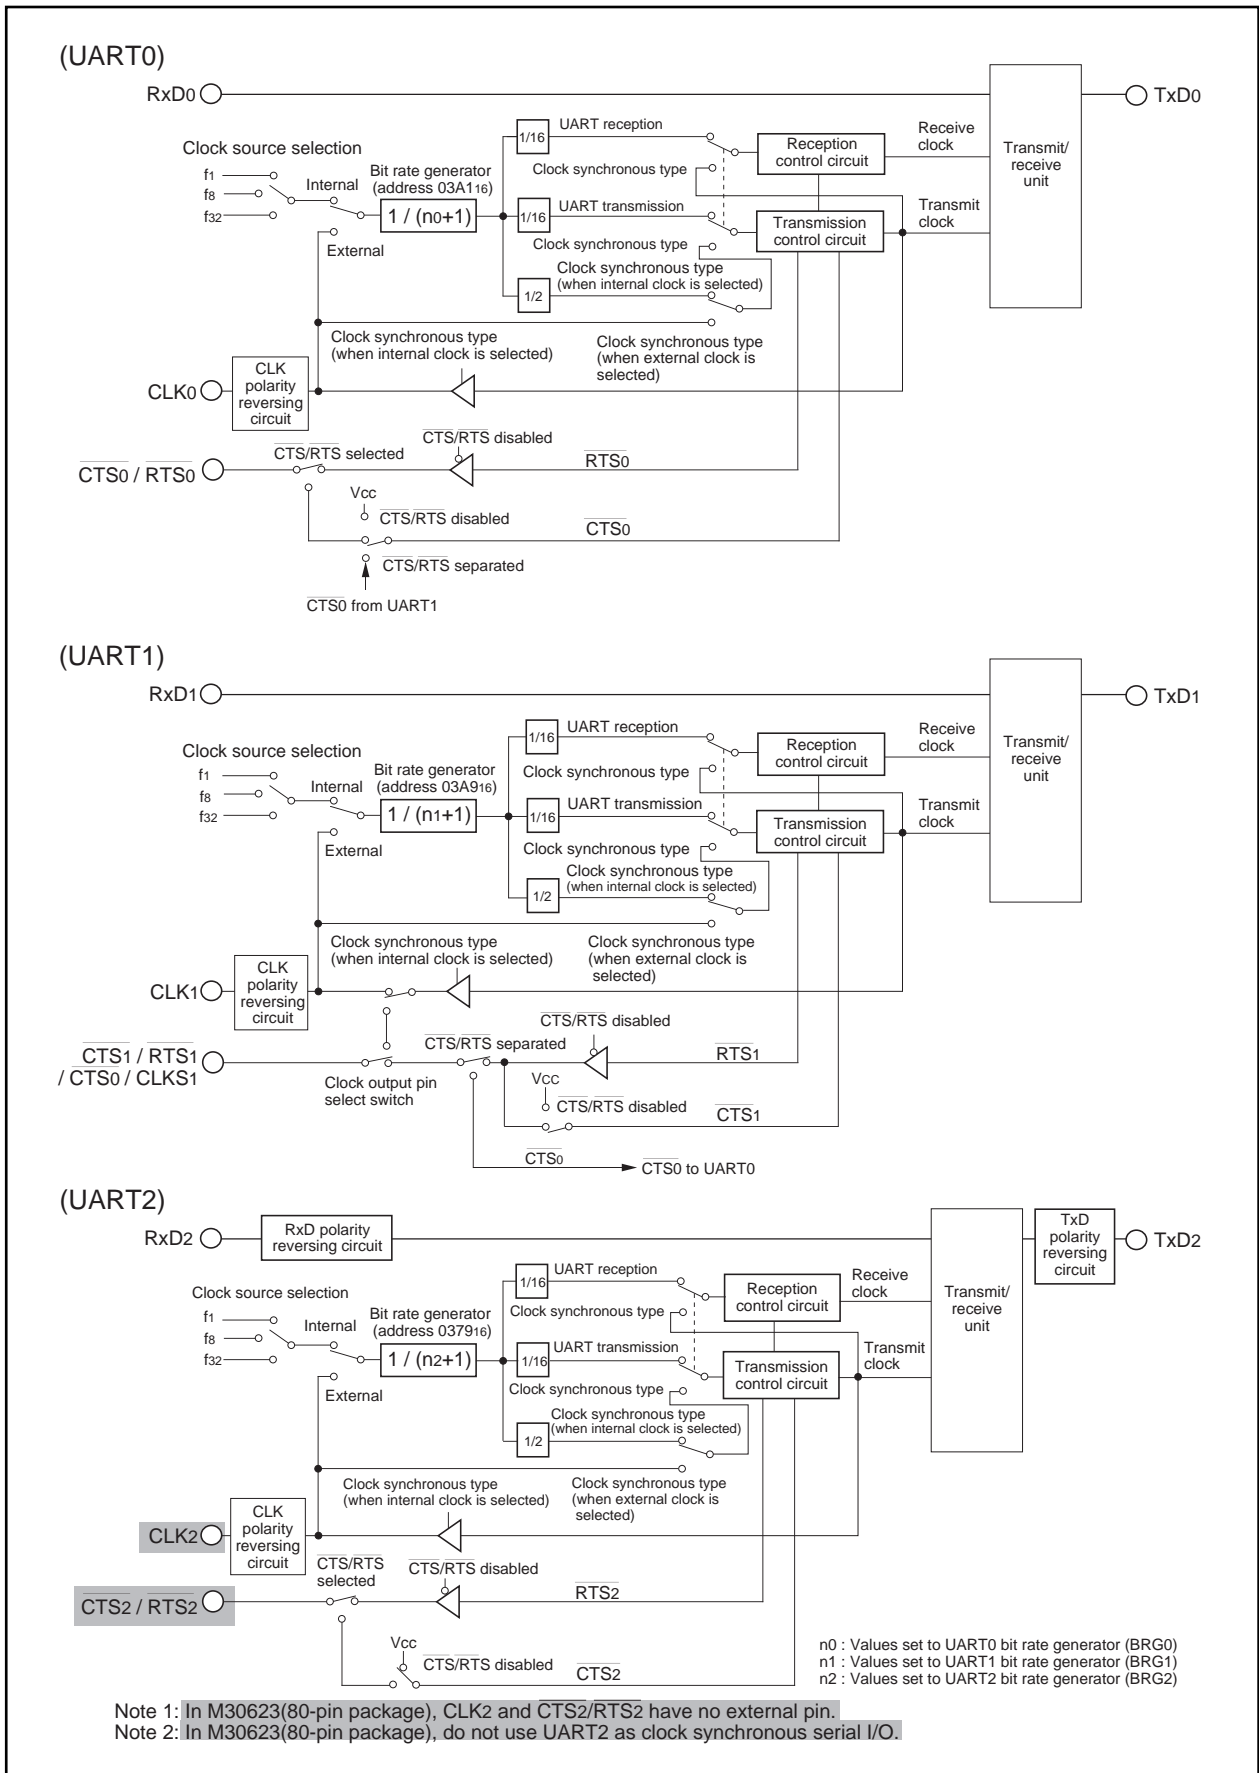 (UART0)
RxD0
TxD0
Clock source selection
f1
f8
f32
Internal
External
Bit rate generator
(address 03A116)
1 / (n0+1)
1/16
UART reception
Clock synchronous type
1/16
UART transmission
Clock synchronous type
Clock synchronous type
(when internal clock is selected)
1/2
Reception
control circuit
Transmission
control circuit
Receive
clock
Transmit
clock
Transmit/
receive
unit
Clock synchronous type
(when internal clock is selected)
Clock synchronous type
(when external clock is
selected)
CLK0
CLK
polarity
reversing
circuit
CTS/RTS disabled
CTS0 / RTS0
CTS/RTS selected
RTS0
Vcc
CTS/RTS disabled
CTS0
CTS/RTS separated
CTS0 from UART1
(UART1)
RxD1
TxD1
Clock source selection
f1
f8
f32
Internal
External
Bit rate generator
(address 03A916)
1 / (n1+1)
1/16
UART reception
Clock synchronous type
1/16
UART transmission
Clock synchronous type
Clock synchronous type
(when internal clock is selected)
1/2
Reception
control circuit
Transmission
control circuit
Receive
clock
Transmit
clock
Transmit/
receive
unit
Clock synchronous type
(when internal clock is selected)
Clock synchronous type
(when external clock is
selected)
CLK1
CLK
polarity
reversing
circuit
CTS/RTS disabled
CTS1 / RTS1
/ CTS0 / CLKS1
CTS/RTS separated
RTS1
Clock output pin
select switch
VCC
CTS/RTS disabled
CTS1
CTS0
CTS0 to UART0
(UART2)
RxD2
RxD polarity
reversing circuit
TxD
polarity
reversing
circuit
TxD2
Clock source selection
f1
f8
f32
Internal
External
Bit rate generator
(address 037916)
1 / (n2+1)
1/16
UART reception
Clock synchronous type
1/16
UART transmission
Clock synchronous type
Clock synchronous type
(when internal clock is selected)
1/2
Reception
control circuit
Transmission
control circuit
Receive
clock
Transmit
clock
Transmit/
receive
unit
Clock synchronous type
(when internal clock is selected)
Clock synchronous type
(when external clock is
selected)
CLK2
CLK
polarity
reversing
circuit
CTS/RTS
selected
CTS/RTS disabled
CTS2 / RTS2
RTS2
Vcc
CTS/RTS disabled
CTS2
n0 : Values set to UART0 bit rate generator (BRG0)
n1 : Values set to UART1 bit rate generator (BRG1)
n2 : Values set to UART2 bit rate generator (BRG2)
Note 1: In M30623(80-pin package), CLK2 and CTS2/RTS2 have no external pin.
Note 2: In M30623(80-pin package), do not use UART2 as clock synchronous serial I/O.